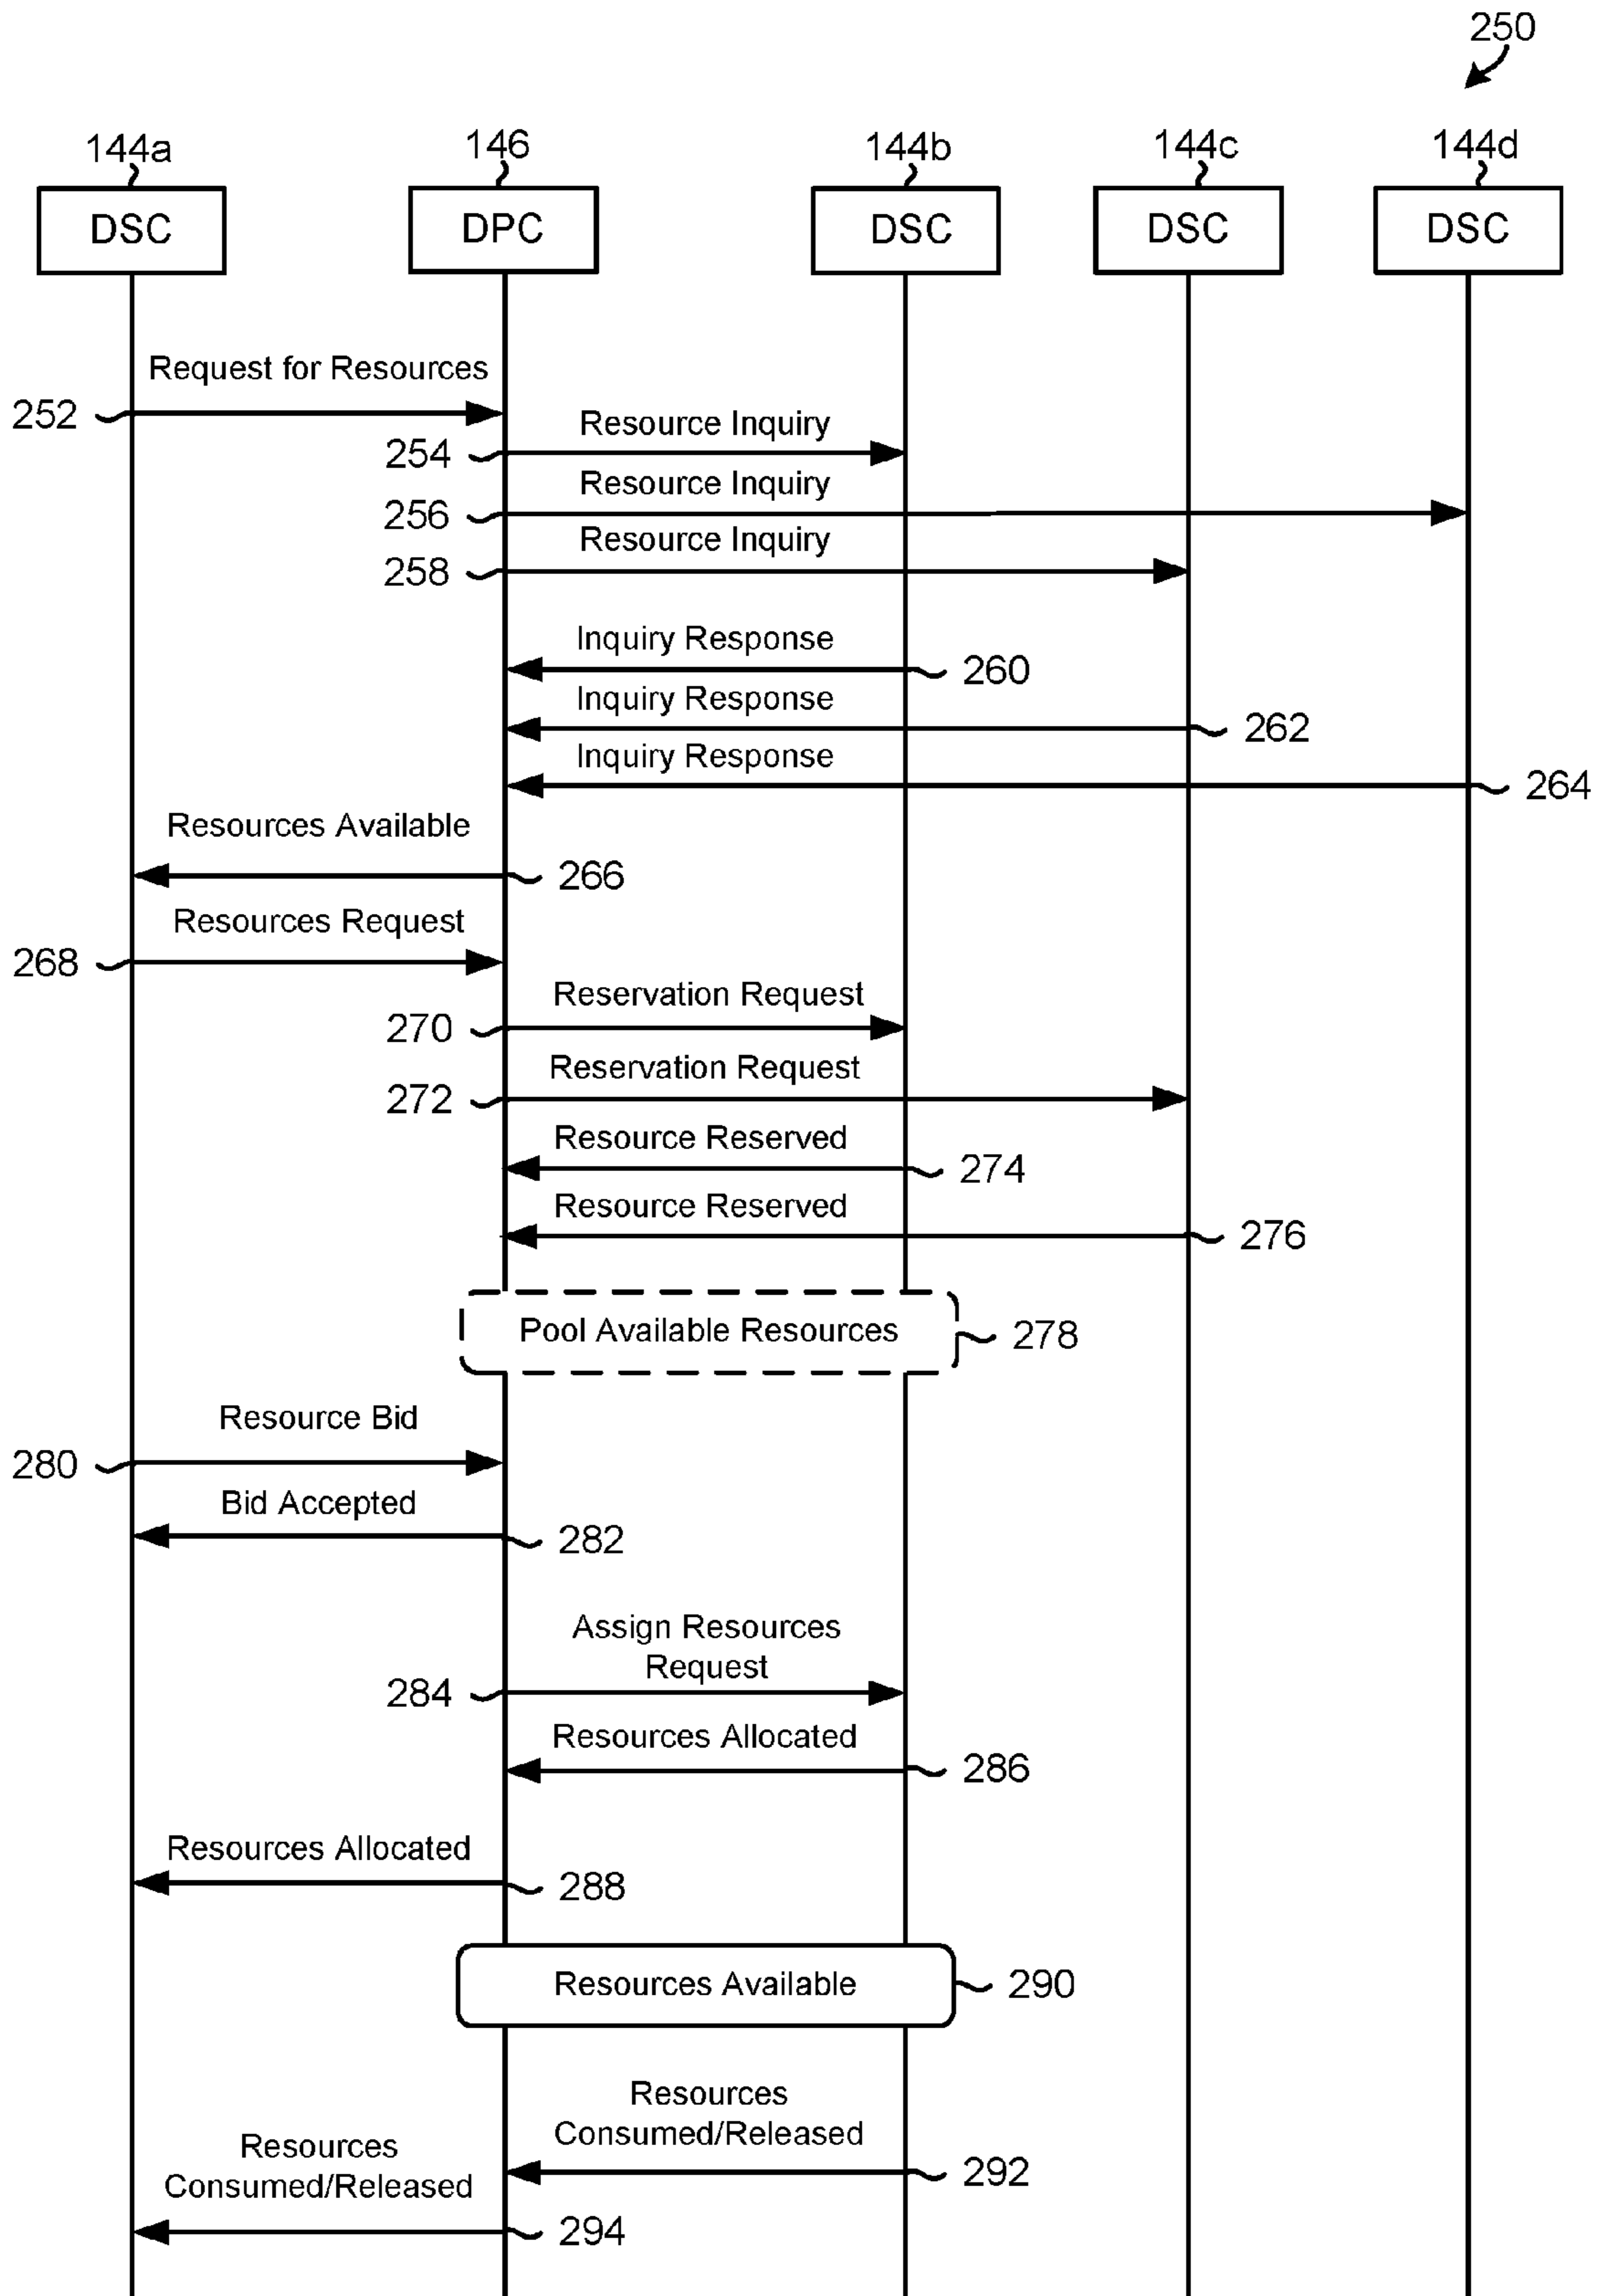 250
144a
146
144b
144c
144d
DSC
DPC
DSC
DSC
DSC
Request for Resources
252
Resource Inquiry
254
Resource Inquiry
256
Resource Inquiry
258
Inquiry Response
260
Inquiry Response
262
Inquiry Response
264
Resources Available
266
Resources Request
268
Reservation Request
270
Reservation Request
272
Resource Reserved
274
Resource Reserved
276
Pool Available Resources
278
Resource Bid
280
Bid Accepted
282
Assign Resources
Request
284
Resources Allocated
286
Resources Allocated
288
Resources Available
290
Resources
Consumed/Released
292
Resources
Consumed/Released
294